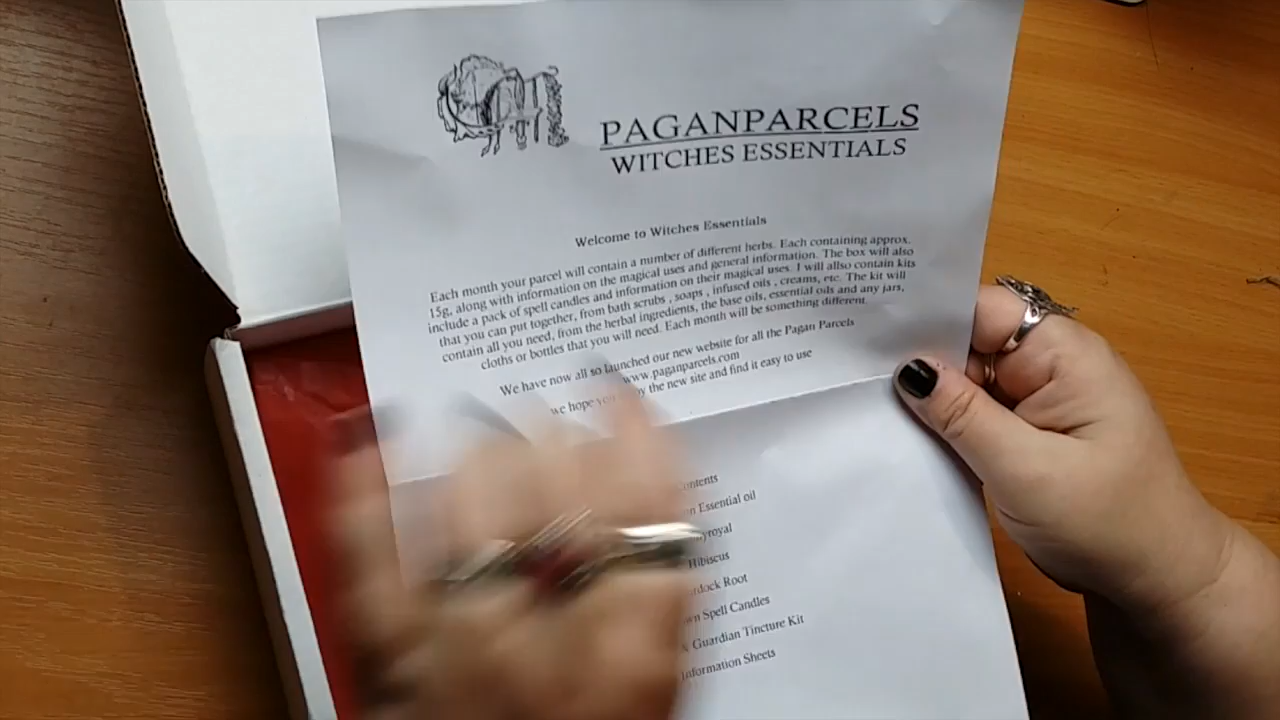 PAGANPARCELS
WITCHES ESSENTIALS
Welcome to Witches Essentials
Each month your parcel will contain a number of different herbs. Each containing approx.
15g, along with information on the magical uses and general information. The box will also
include a pack of spell candles and information on their magical uses. I will allso contain kits
that you can put together, from bath scrubs , soaps , infused oils , creams, etc. The kit will
contain all you need, from the herbal ingredients, the base oils, essential oils and any jars,
cloths or bottles that you will need. Each month will be something different.
We have now all so launched our new website for all the Pagan Parcels
www.paganparcels.com
we hope the new site and find it easy to use
Essential oil
Hibiscus
Root
Spell Candles
Guardian Tincture Kit
Information Sheets